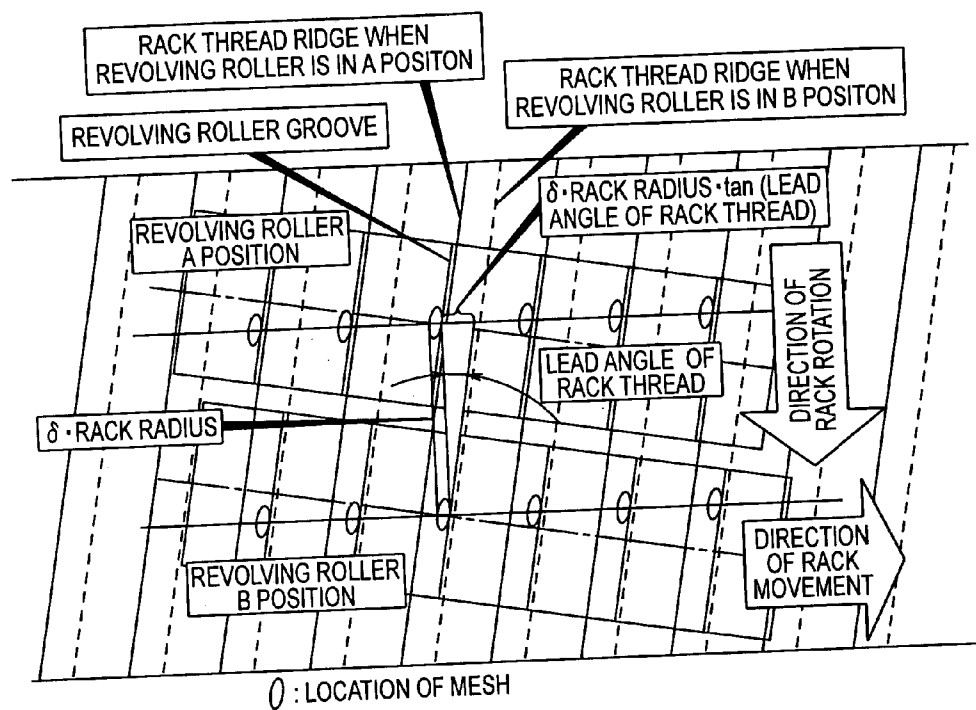 RACK THREAD RIDGE WHEN
REVOLVING ROLLER IS IN A POSITON
RACK THREAD RIDGE WHEN
REVOLVING ROLLER IS IN B POSITON
REVOLVING ROLLER GROOVE
δ·RACK RADIUS·tan (LEAD
ANGLE OF RACK THREAD)
REVOLVING ROLLER
A POSITION
DIRECTION OF
RACK ROTATION
LEAD ANGLE OF
RACK THREAD
δ·RACK RADIUS
DIRECTION
OF RACK
MOVEMENT
REVOLVING ROLLER
B POSITION
: LOCATION OF MESH